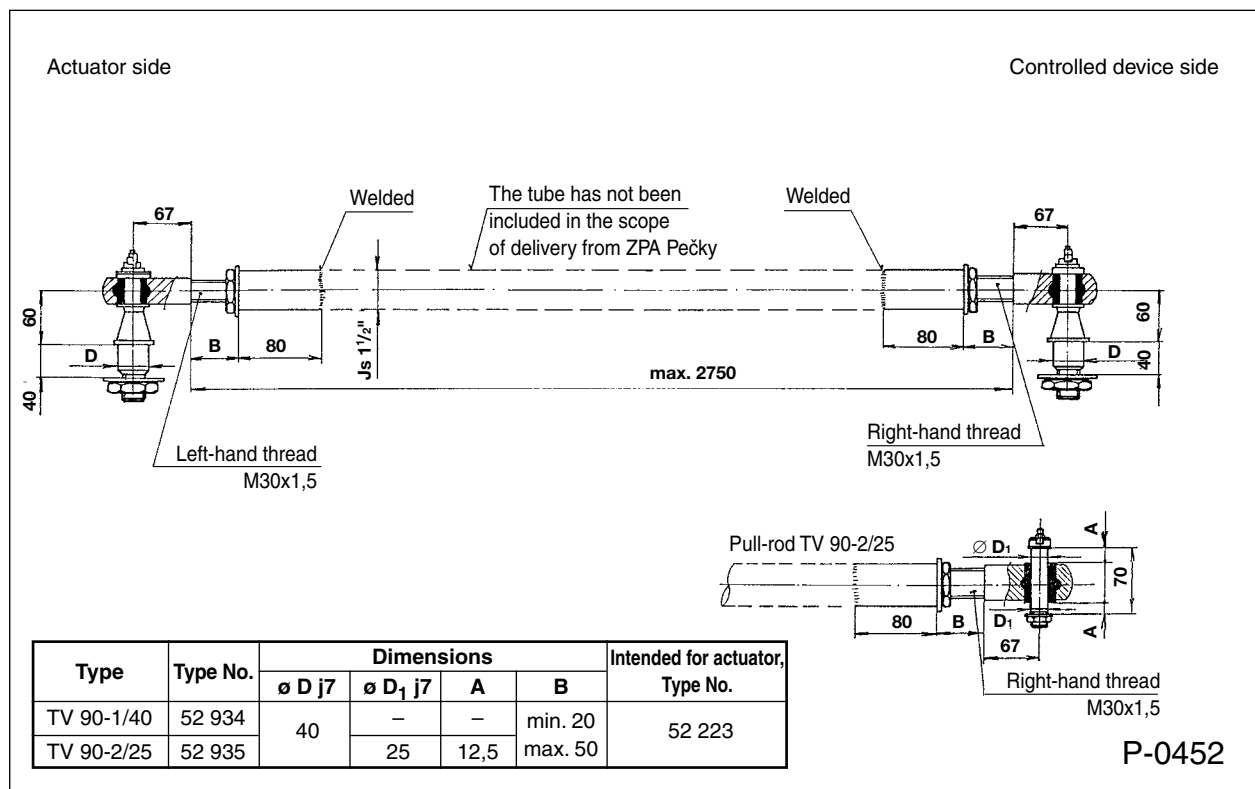 Actuator side
Controlled device side
Welded
The tube has not been
included in the scope
of delivery from ZPA Pečky
Welded
67
67
60
60
D
D
40
40
B
80
Js 1 1/2"
80
B
max. 2750
Left-hand thread
M30x1,5
Right-hand thread
M30x1,5
Pull-rod TV 90-2/25
∅ D1
A
70
D1
A
80
B
67
Right-hand thread
M30x1,5
Type
Type No.
Dimensions
Intended for actuator,
Type No.
ø D j7
ø D1 j7
A
B
TV 90-1/40
52 934
40
–
–
min. 20
max. 50
52 223
TV 90-2/25
52 935
25
12,5
P-0452